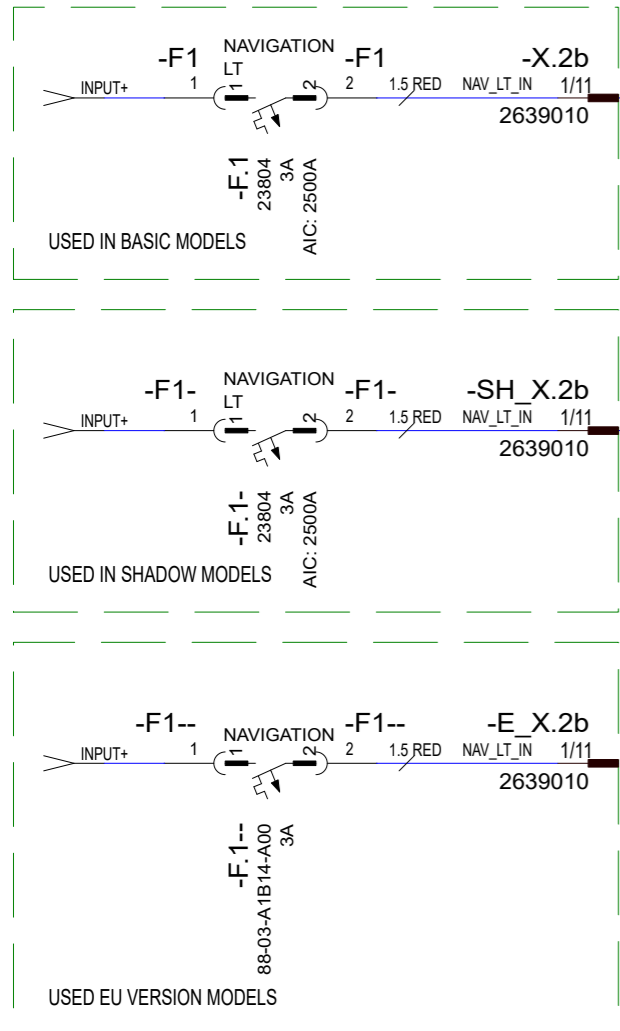 -F1 NAVIGATION LT -F1 -X.2b
INPUT+ 1 1 2 2 1.5 RED NAV_LT_IN 1/11
2639010
-F.1
23804
3A
AIC: 2500A
USED IN BASIC MODELS
-F1- NAVIGATION LT -F1- -SH_X.2b
INPUT+ 1 1 2 2 1.5 RED NAV_LT_IN 1/11
2639010
-F.1-
23804
3A
AIC: 2500A
USED IN SHADOW MODELS
-F1-- NAVIGATION -F1-- -E_X.2b
INPUT+ 1 1 2 2 1.5 RED NAV_LT_IN 1/11
2639010
-F.1--
88-03-A1B14-A00
3A
USED EU VERSION MODELS